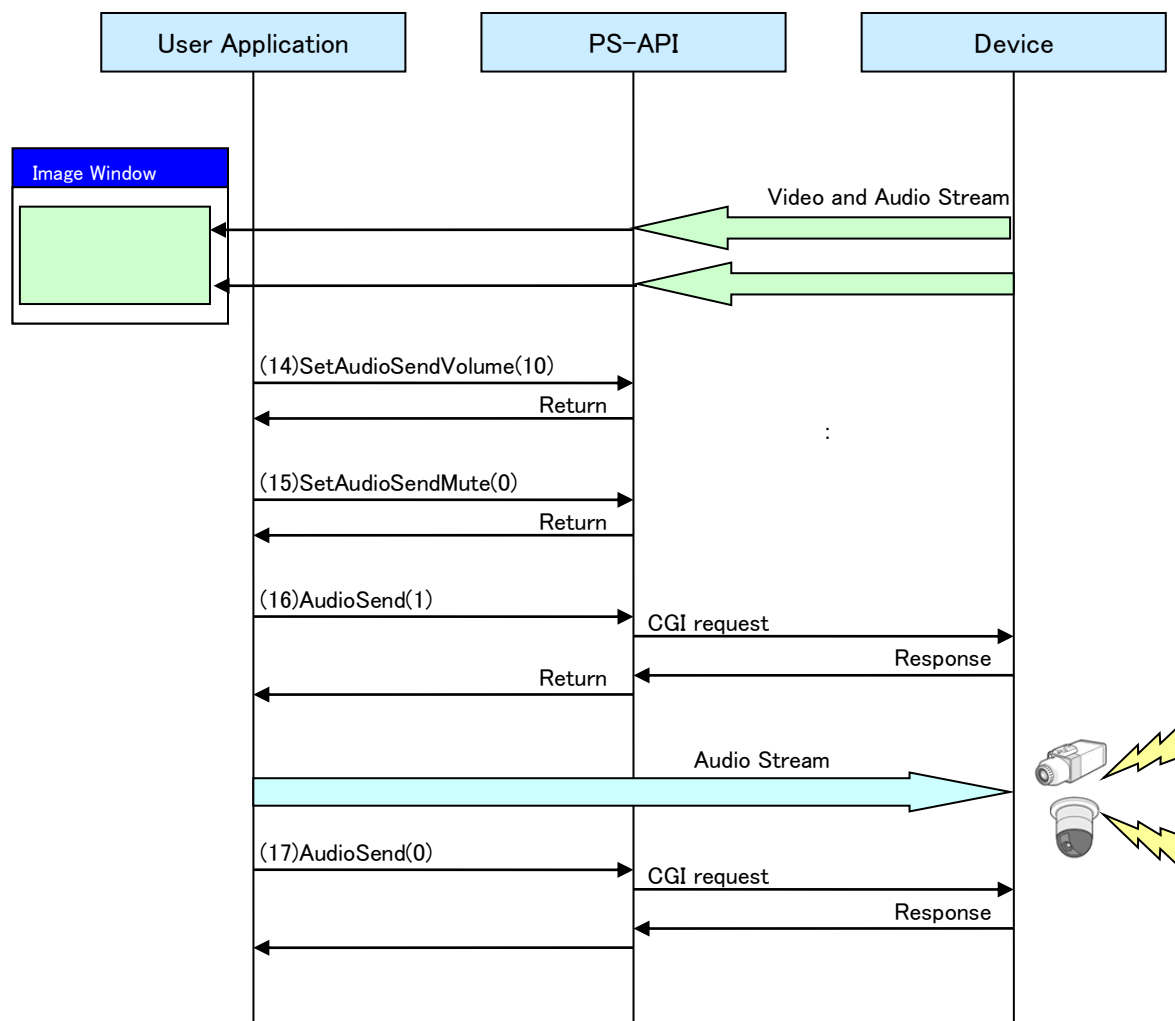 User Application
PS-API
Device
Image Window
Video and Audio Stream
(14)SetAudioSendVolume(10)
Return
:
(15)SetAudioSendMute(0)
Return
(16)AudioSend(1)
CGI request
Response
Return
Audio Stream
(17)AudioSend(0)
CGI request
Response